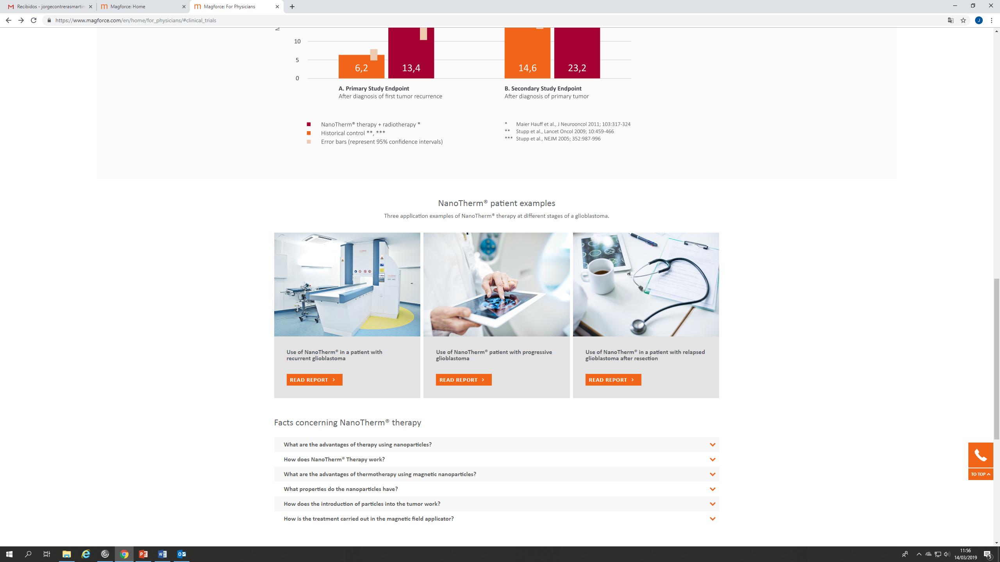 Recibidos - jorgecontrerasmartin
Magforce: Home
Magforce: For Physicians
https://www.magforce.com/en/home/for_physicians/#clinical_trials
J
10
5
0
6,2
13,4
14,6
23,2
A. Primary Study Endpoint
After diagnosis of first tumor recurrence
B. Secondary Study Endpoint
After diagnosis of primary tumor
NanoTherm® therapy + radiotherapy *
Historical control **, ***
Error bars (represent 95% confidence intervals)
* Maier Hauff et al., J Neurooncol 2011; 103:317-324
** Stupp et al., Lancet Oncol 2009; 10:459-466
*** Stupp et al., NEJM 2005; 352:987-996
NanoTherm® patient examples
Three application examples of NanoTherm® therapy at different stages of a glioblastoma.
Use of NanoTherm® in a patient with
recurrent glioblastoma
READ REPORT
Use of NanoTherm® patient with progressive
glioblastoma
READ REPORT
Use of NanoTherm® in a patient with relapsed
glioblastoma after resection
READ REPORT
Facts concerning NanoTherm® therapy
What are the advantages of therapy using nanoparticles?
How does NanoTherm® Therapy work?
What are the advantages of thermotherapy using magnetic nanoparticles?
What properties do the nanoparticles have?
How does the introduction of particles into the tumor work?
How is the treatment carried out in the magnetic field applicator?
TO TOP
11:56
14/03/2019
5